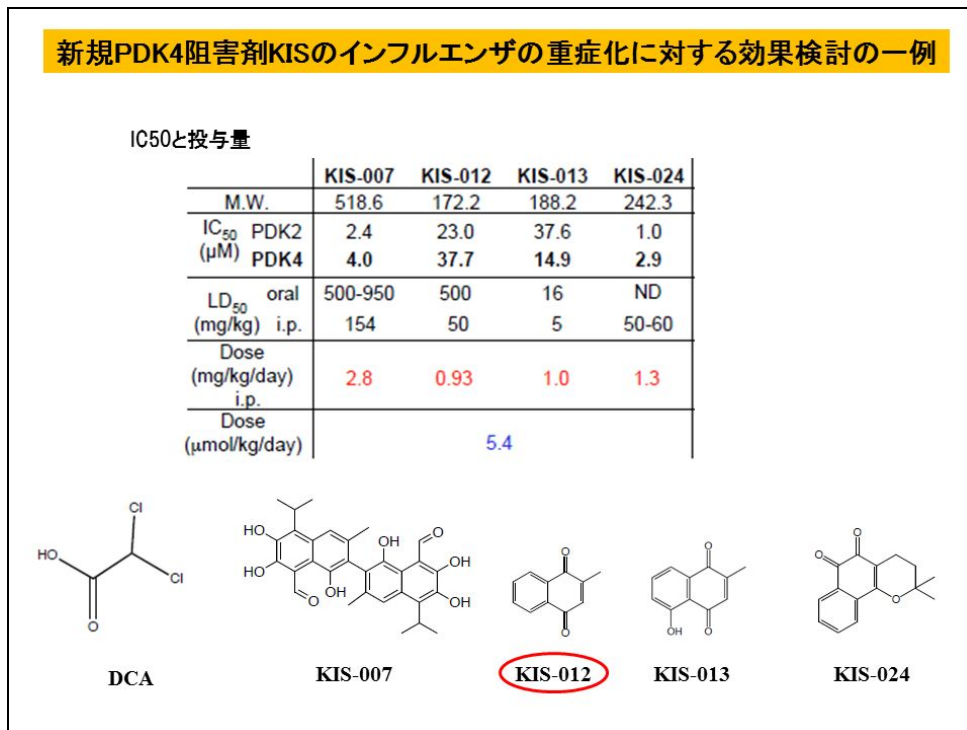 新規PDK4阻害剤KISのインフルエンザの重症化に対する効果検討の一例
IC50と投与量
KIS-007 KIS-012 KIS-013 KIS-024
M.W. 518.6 172.2 188.2 242.3
IC50 (μM) PDK2 2.4 23.0 37.6 1.0
PDK4 4.0 37.7 14.9 2.9
LD50 (mg/kg) oral 500-950 500 16 ND
i.p. 154 50 5 50-60
Dose
(mg/kg/day) 2.8 0.93 1.0 1.3
i.p.
Dose
(μmol/kg/day) 5.4
Cl
HO
Cl
O
HO
OH
O
HO
OH
O
OH
OH
O
O
O
OH
O
O
O
O
DCA KIS-007 KIS-012 KIS-013 KIS-024